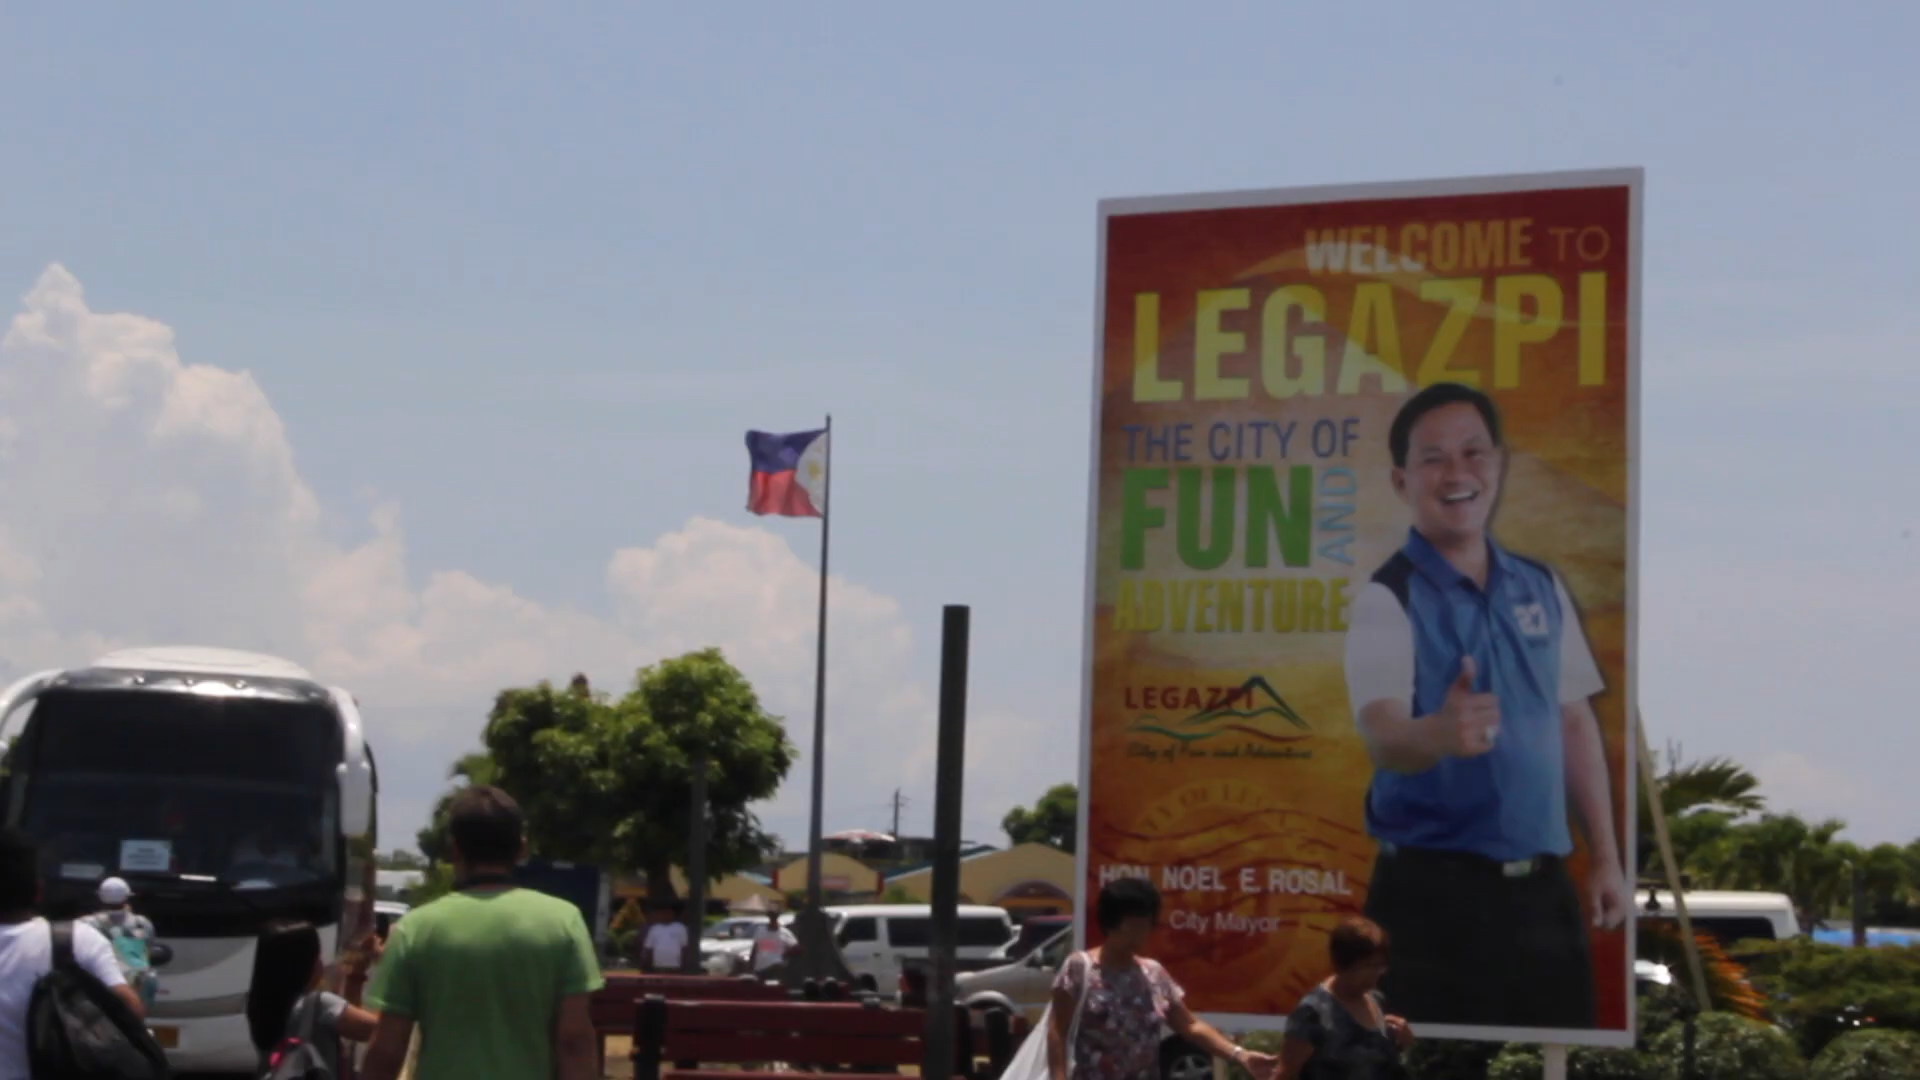 WELCOME TO
LEGAZPI
THE CITY OF
FUN AND
ADVENTURE
LEGAZPI
City of Fun and Adventure
HON. NOEL E. ROSAL
City Mayor